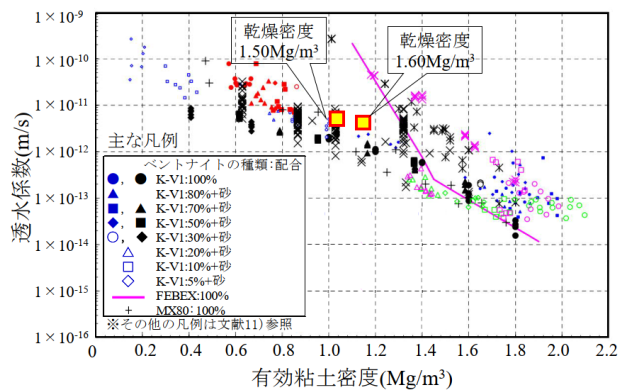 1×10⁻⁹
1×10⁻¹⁰
1×10⁻¹¹
1×10⁻¹²
1×10⁻¹³
1×10⁻¹⁴
1×10⁻¹⁵
1×10⁻¹⁶
透水係数(m/s)
乾燥密度
1.50Mg/m³
乾燥密度
1.60Mg/m³
主な凡例
ベントナイトの種類:配合
K-V1:100%
K-V1:80%+砂
K-V1:70%+砂
K-V1:50%+砂
K-V1:30%+砂
K-V1:20%+砂
K-V1:10%+砂
K-V1:5%+砂
FEBEX:100%
MX80:100%
※その他の凡例は文献11)参照
0 0.2 0.4 0.6 0.8 1.0 1.2 1.4 1.6 1.8 2.0 2.2
有効粘土密度(Mg/m³)